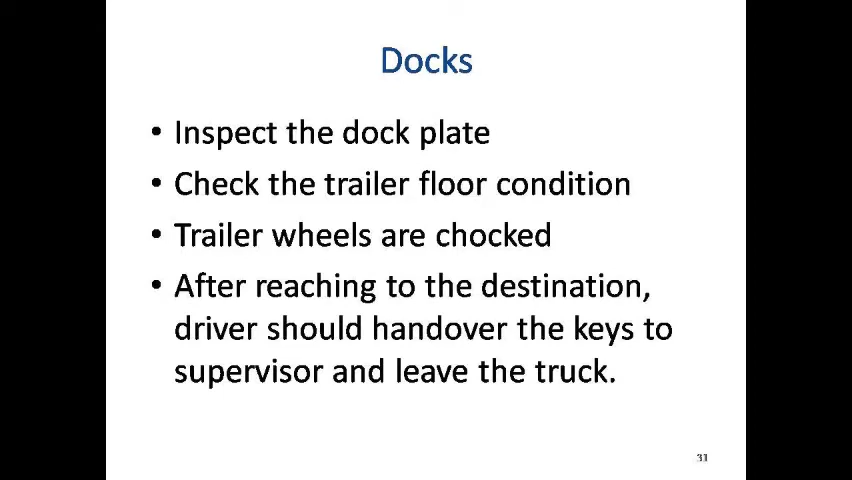 Docks
• Inspect the dock plate
• Check the trailer floor condition
• Trailer wheels are chocked
• After reaching to the destination,
driver should handover the keys to
supervisor and leave the truck.
31